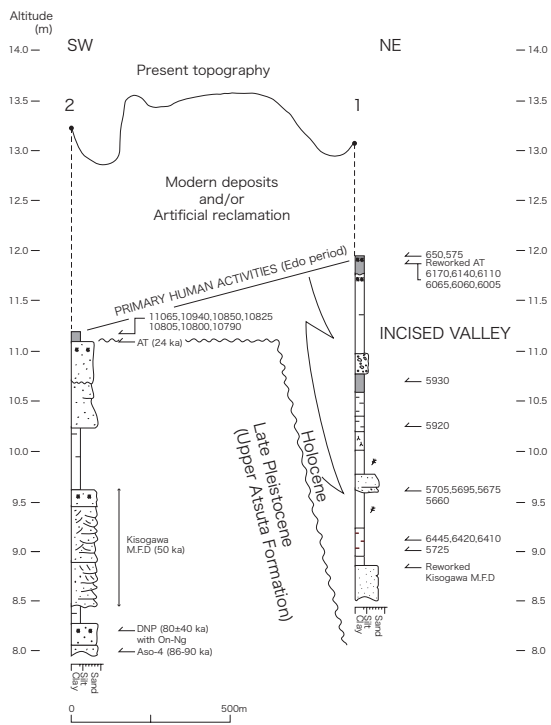 Altitude
(m)
SW
NE
14.0
14.0
Present topography
13.5
13.5
2
1
13.0
13.0
Modern deposits
and/or
Artificial reclamation
12.5
12.5
12.0
12.0
PRIMARY HUMAN ACTIVITIES (Edo period)
650,575
Reworked AT
6170,6140,6110
6065,6060,6005
11.5
11.5
11065,10940,10850,10825
10805,10800,10790
AT (24 ka)
INCISED VALLEY
11.0
11.0
5930
10.5
10.5
5920
10.0
10.0
Late Pleistocene
(Upper Atsuta Formation)
Holocene
9.5
9.5
5705,5695,5675
5660
Kisogawa
M.F.D (50 ka)
6445,6420,6410
5725
9.0
9.0
Reworked
Kisogawa M.F.D
8.5
8.5
Clay
Silt
Sand
DNP (80±40 ka)
with On-Ng
Aso-4 (86-90 ka)
8.0
8.0
Clay
Silt
Sand
0
500m